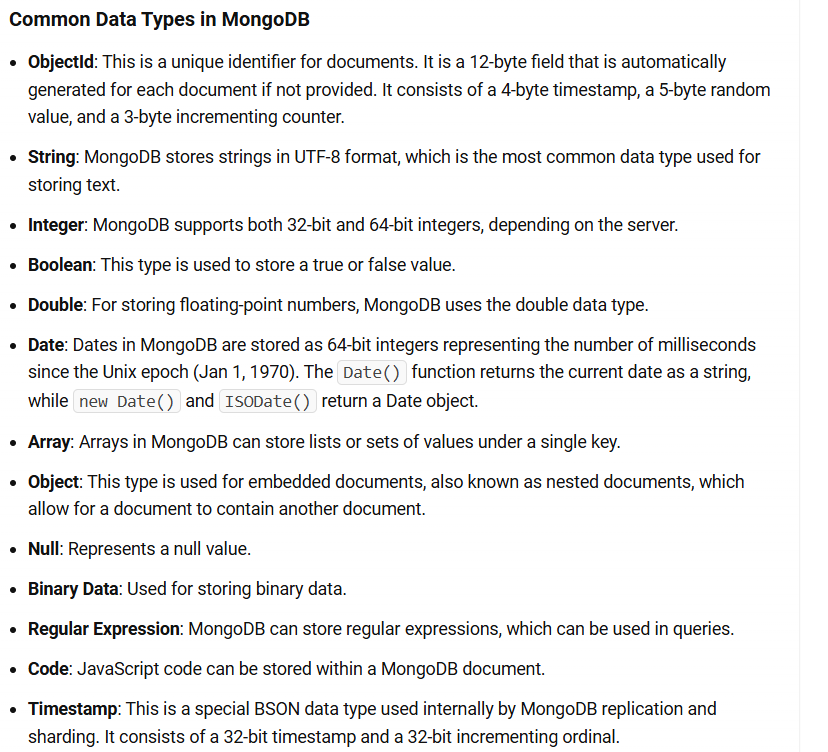 Common Data Types in MongoDB
• ObjectId: This is a unique identifier for documents. It is a 12-byte field that is automatically
generated for each document if not provided. It consists of a 4-byte timestamp, a 5-byte random
value, and a 3-byte incrementing counter.
• String: MongoDB stores strings in UTF-8 format, which is the most common data type used for
storing text.
• Integer: MongoDB supports both 32-bit and 64-bit integers, depending on the server.
• Boolean: This type is used to store a true or false value.
• Double: For storing floating-point numbers, MongoDB uses the double data type.
• Date: Dates in MongoDB are stored as 64-bit integers representing the number of milliseconds
since the Unix epoch (Jan 1, 1970). The Date() function returns the current date as a string,
while new Date() and ISODate() return a Date object.
• Array: Arrays in MongoDB can store lists or sets of values under a single key.
• Object: This type is used for embedded documents, also known as nested documents, which
allow for a document to contain another document.
• Null: Represents a null value.
• Binary Data: Used for storing binary data.
• Regular Expression: MongoDB can store regular expressions, which can be used in queries.
• Code: JavaScript code can be stored within a MongoDB document.
• Timestamp: This is a special BSON data type used internally by MongoDB replication and
sharding. It consists of a 32-bit timestamp and a 32-bit incrementing ordinal.